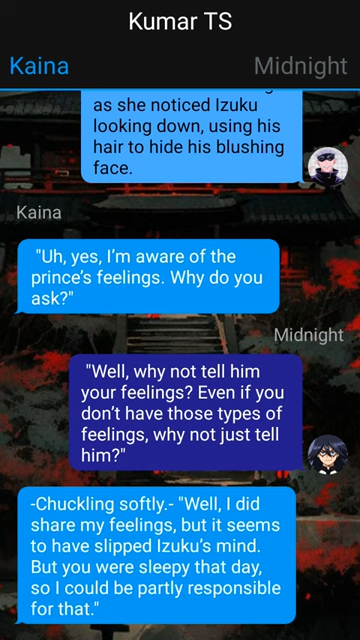 Kumar TS
Kaina
Midnight
as she noticed Izuku
looking down, using his
hair to hide his blushing
face.
Kaina
"Uh, yes, I'm aware of the
prince's feelings. Why do you
ask?"
Midnight
"Well, why not tell him
your feelings? Even if you
don't have those types of
feelings, why not just tell
him?"
-Chuckling softly.- "Well, I did
share my feelings, but it seems
to have slipped Izuku's mind.
But you were sleepy that day,
so I could be partly responsible
for that."